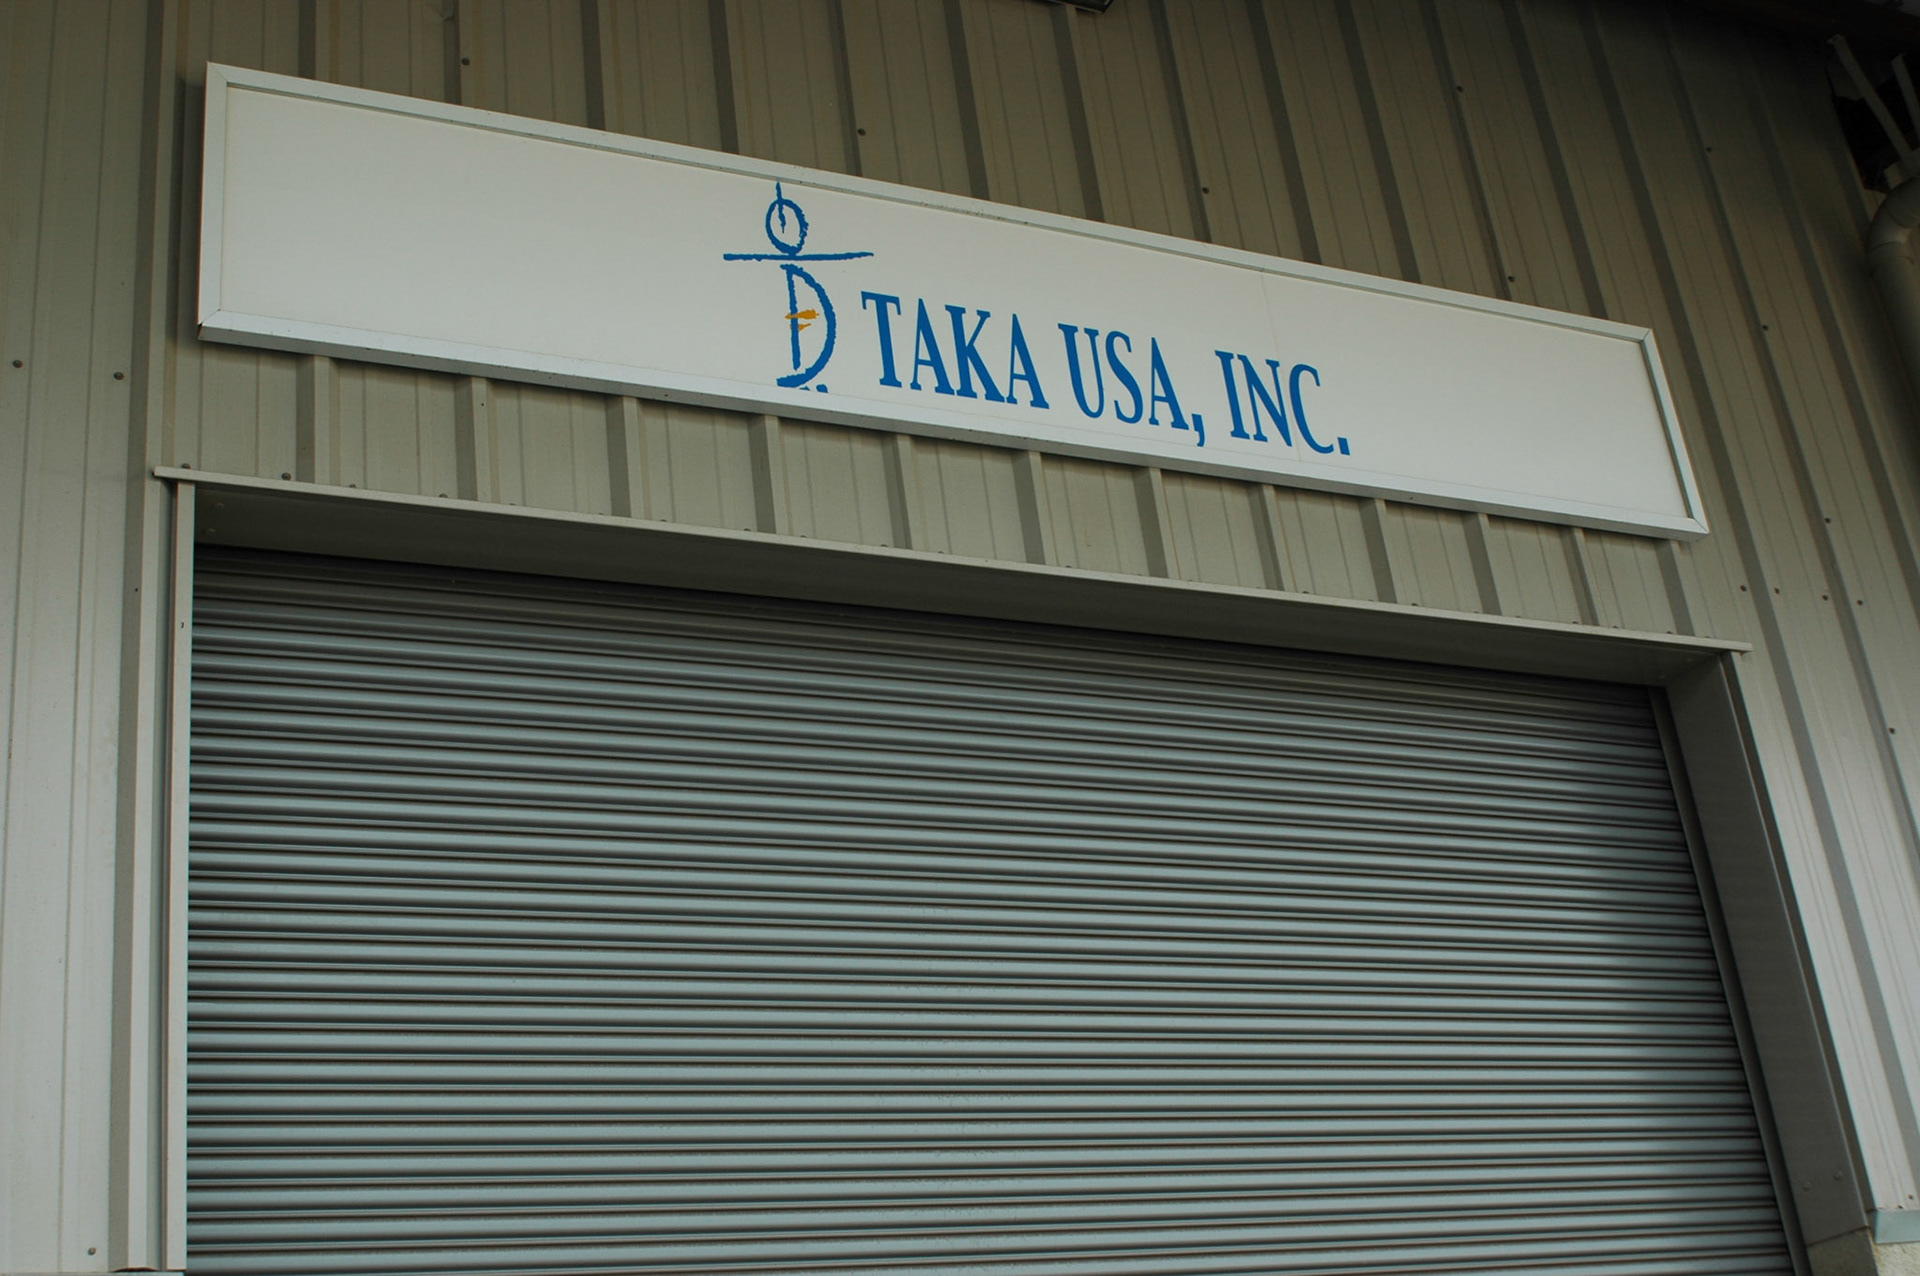 TAKA USA, INC.